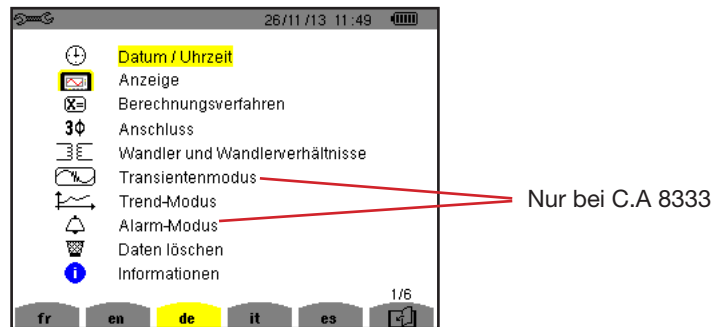 26/11/13 11:49
Datum / Uhrzeit
Anzeige
Berechnungsverfahren
3Φ Anschluss
Wandler und Wandlerverhältnisse
Transientenmodus
Nur bei C.A 8333
Trend-Modus
Alarm-Modus
Daten löschen
Informationen
1/6
fr en de it es